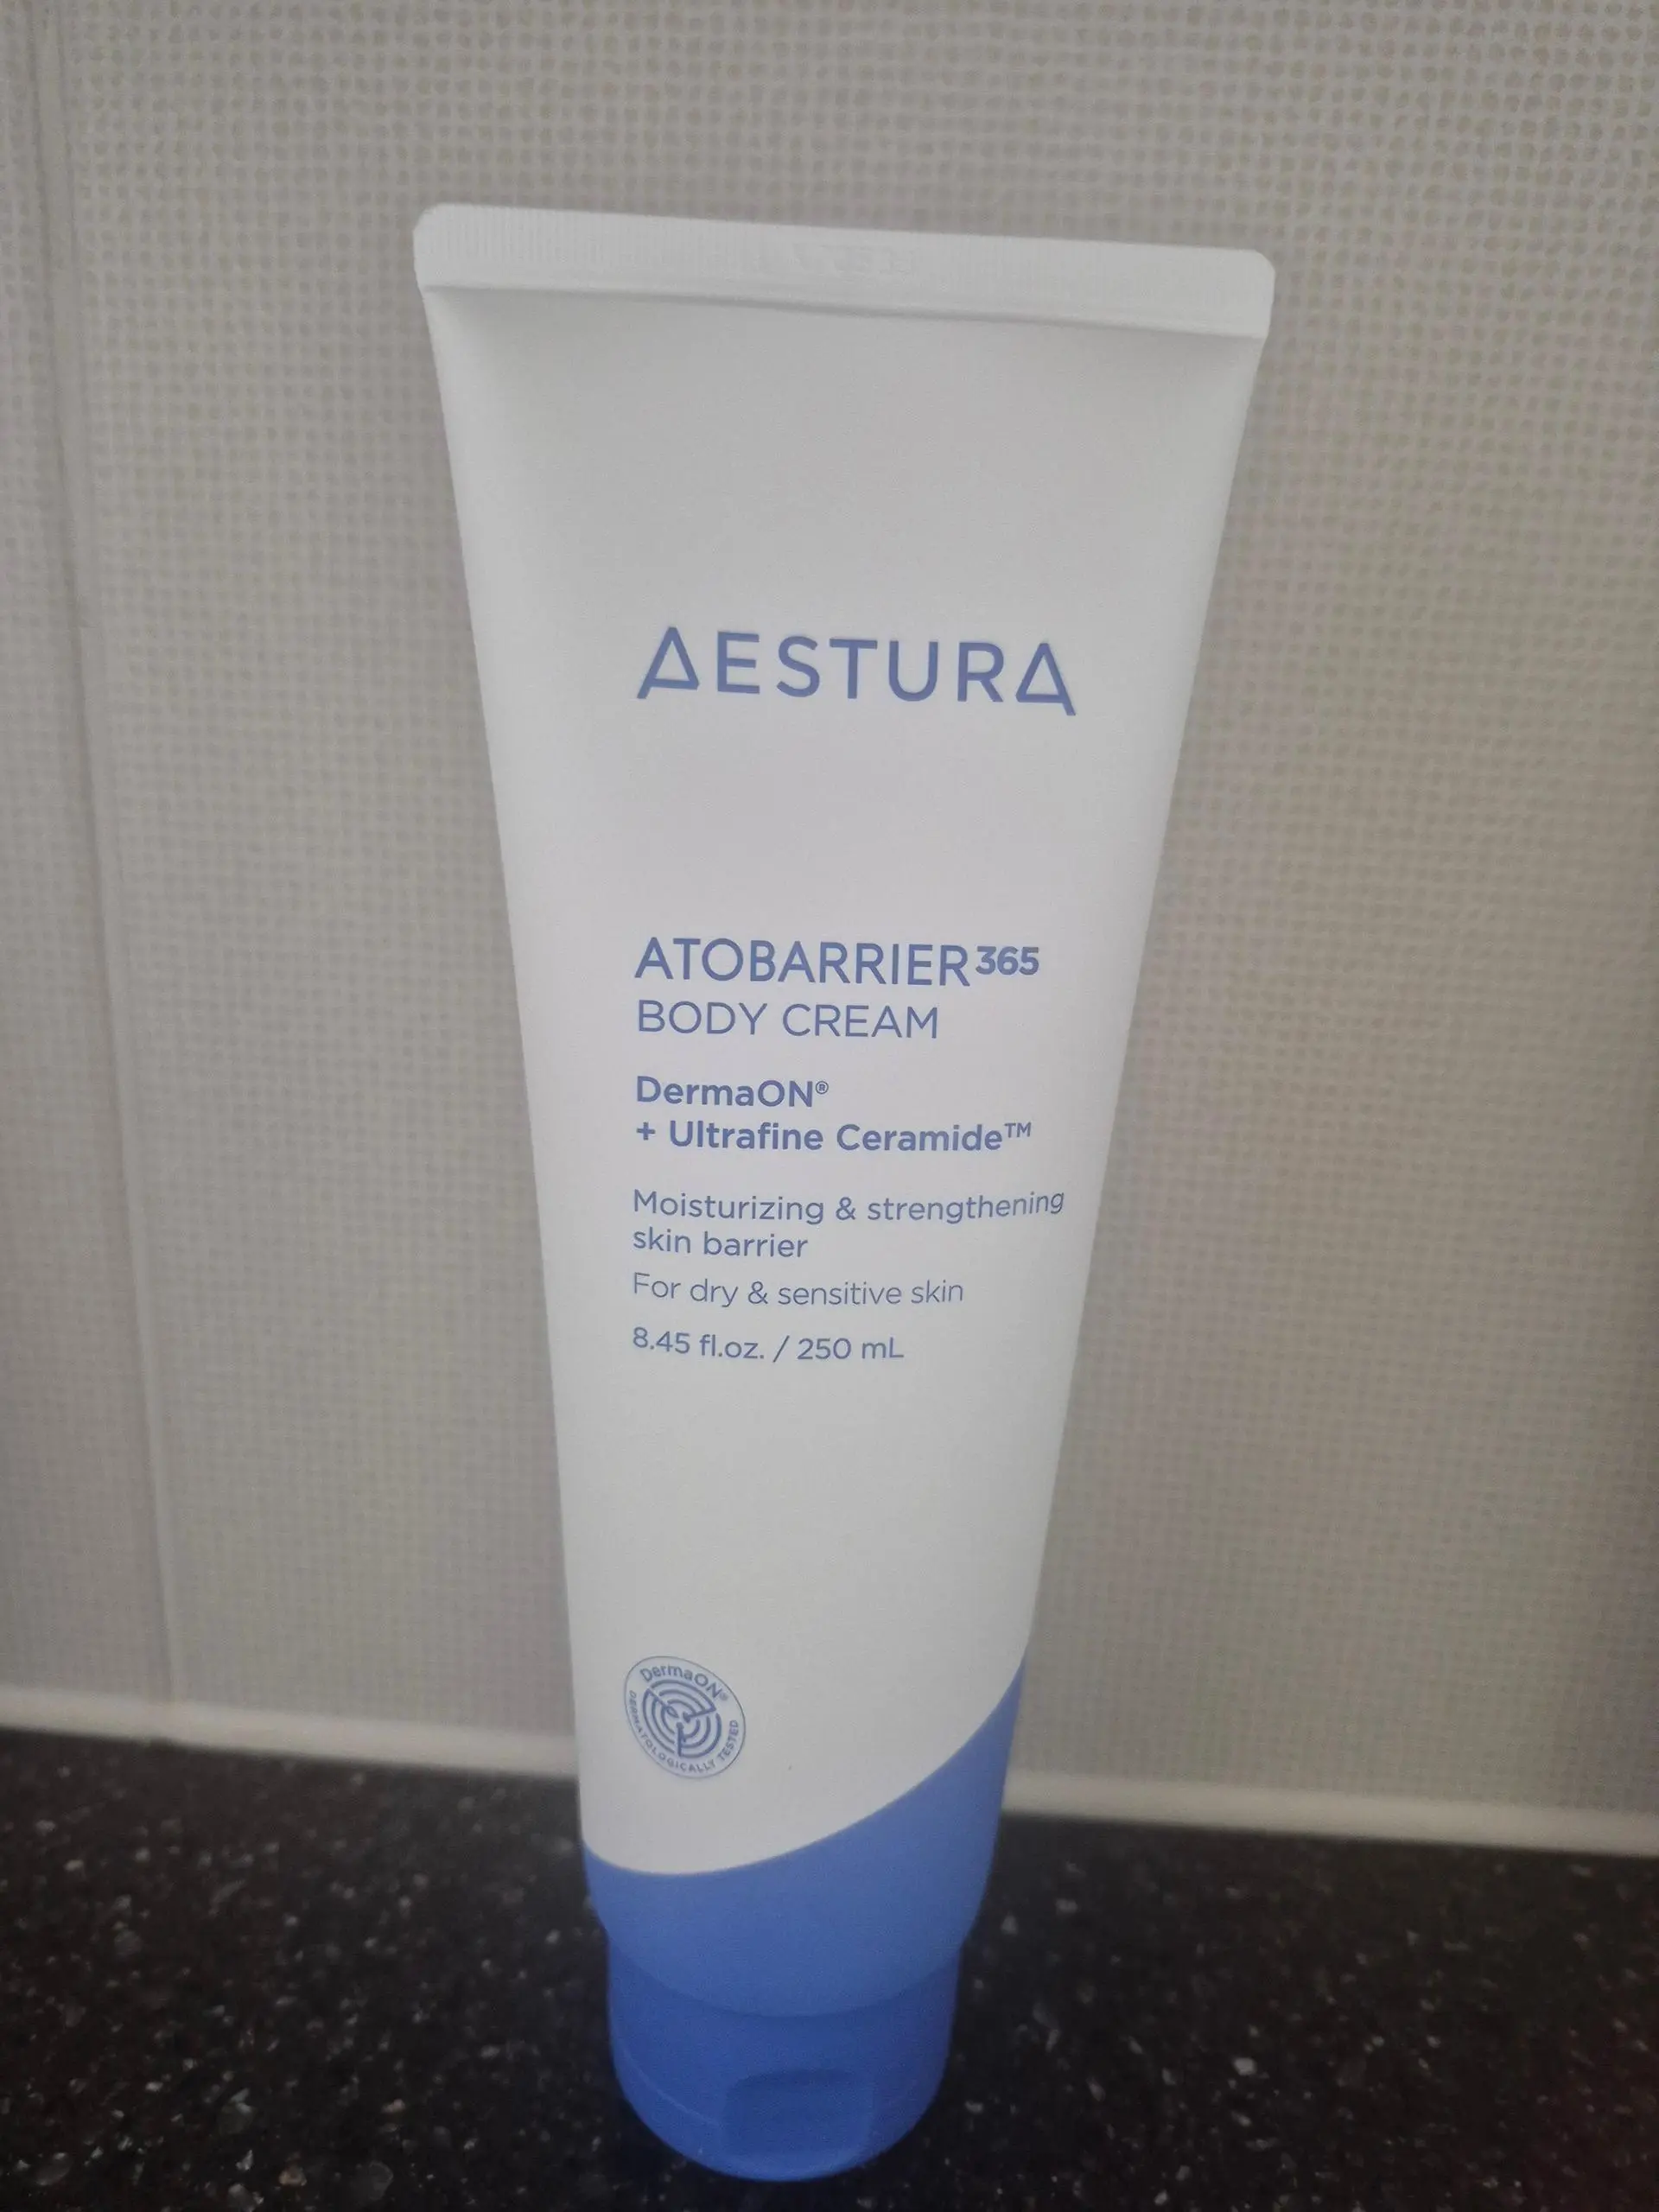 AESTURA
ATOBARRIER365
BODY CREAM
DermaON®
+ Ultrafine Ceramide™
Moisturizing & strengthening
skin barrier
For dry & sensitive skin
8.45 fl.oz. / 250 mL
DermaON®
DERMATOLOGICALLY TESTED